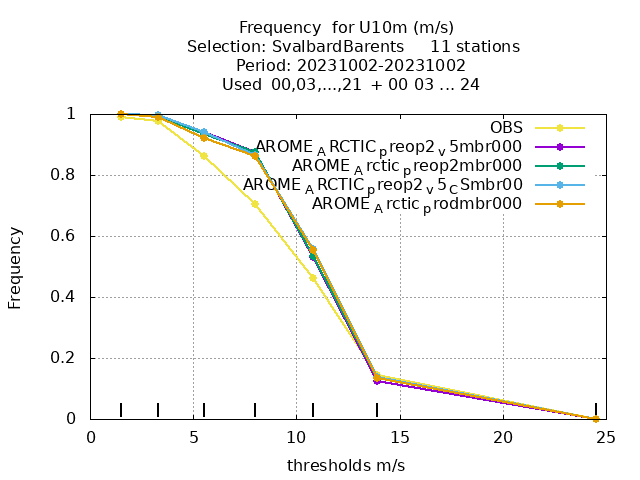 Frequency  for U10m (m/s)
Selection: SvalbardBarents     11 stations
Period: 20231002-20231002
Used  00,03,...,21  + 00 03 ... 24
OBS
AROME_ARCTIC_preop2_v5mbr000
AROME_Arctic_preop2mbr000
AROME_ARCTIC_preop2_v5_CSmbr00
AROME_Arctic_prodmbr000
1
0.8
0.6
0.4
0.2
0
Frequency
0 5 10 15 20 25
thresholds m/s